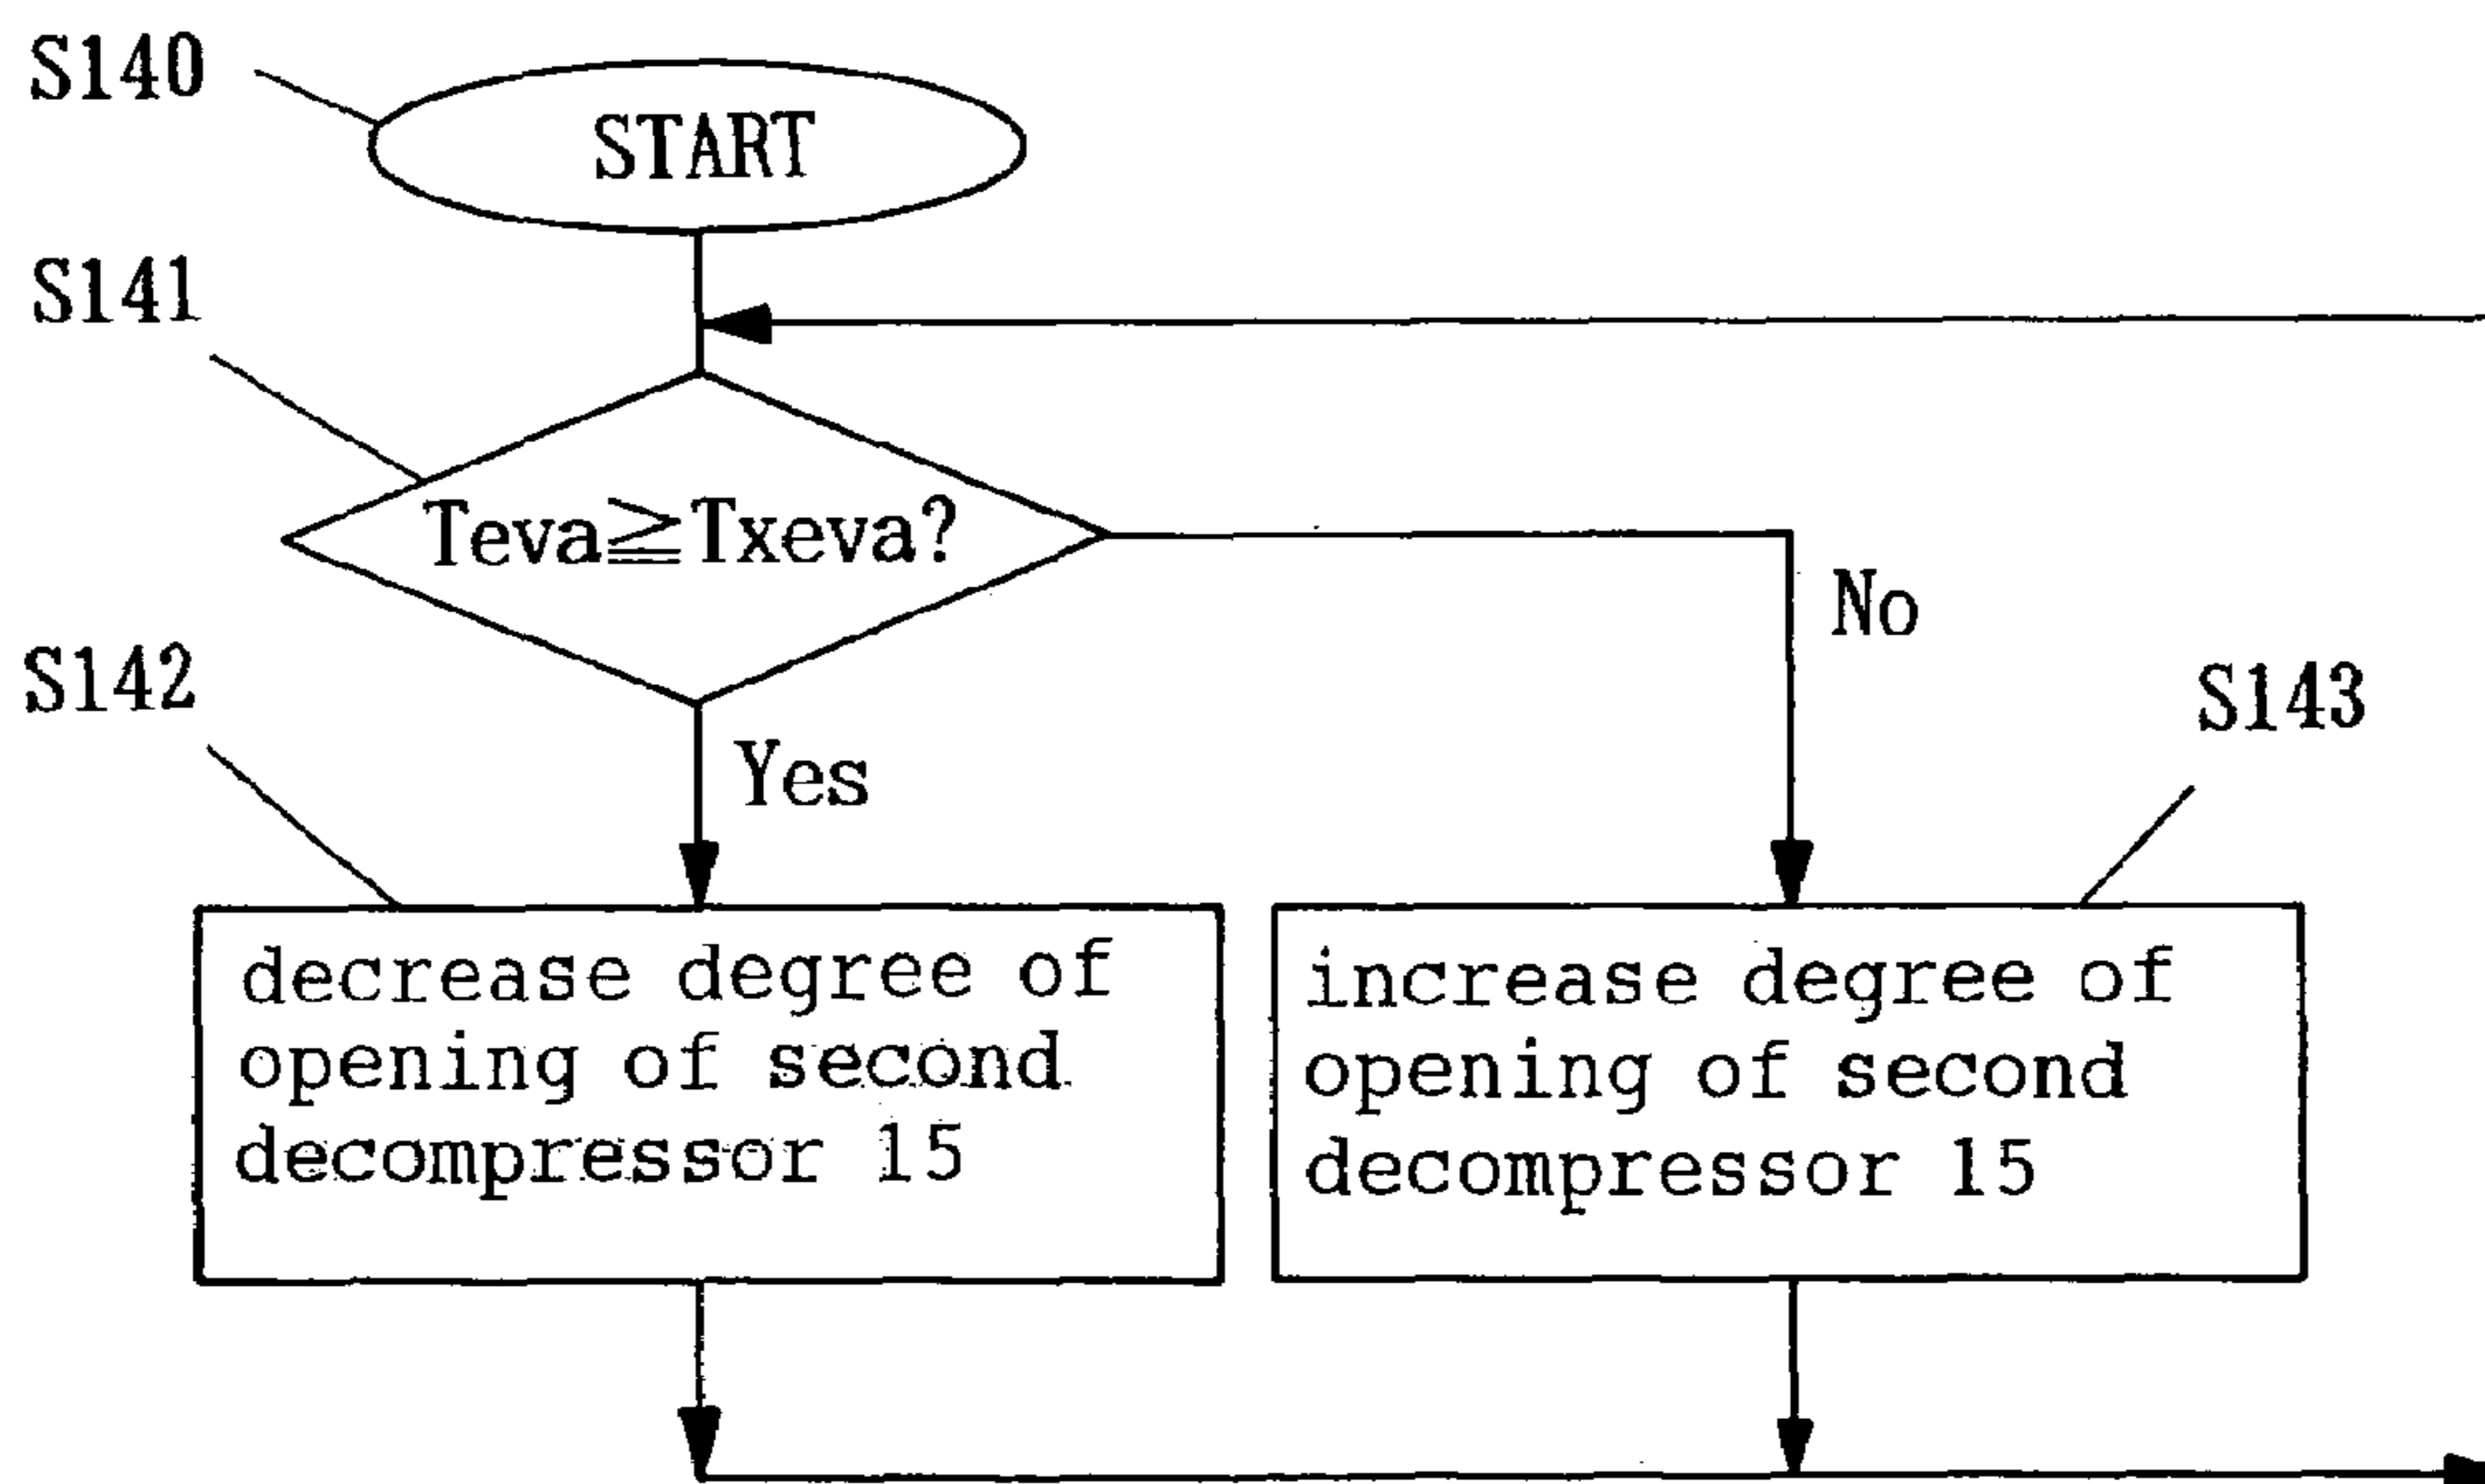 S140
START
S141
Teva≧Txeva?
No
S142
Yes
S143
decrease degree of
opening of second
decompressor 15
increase degree of
opening of second
decompressor 15